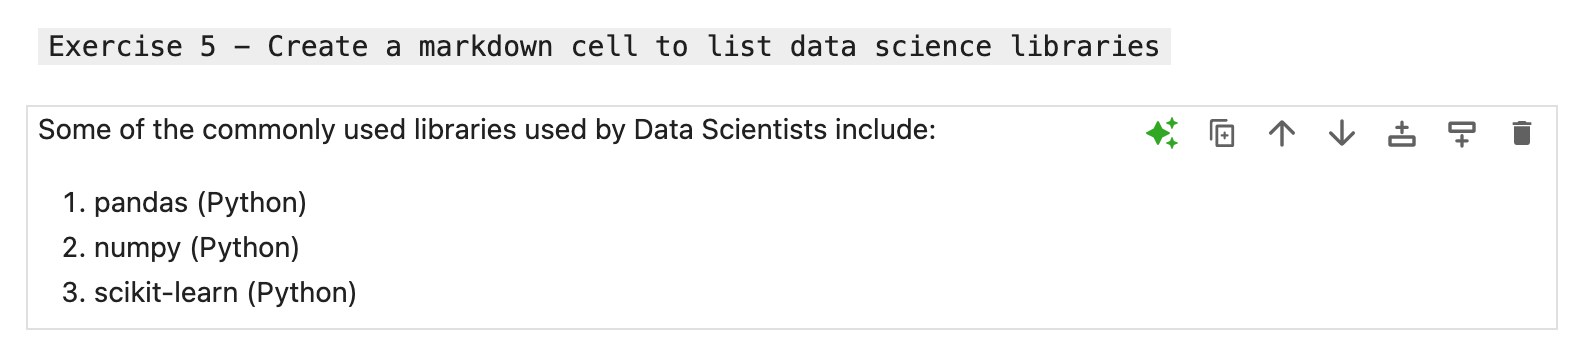 Exercise 5 - Create a markdown cell to list data science libraries
Some of the commonly used libraries used by Data Scientists include:
1. pandas (Python)
2. numpy (Python)
3. scikit-learn (Python)